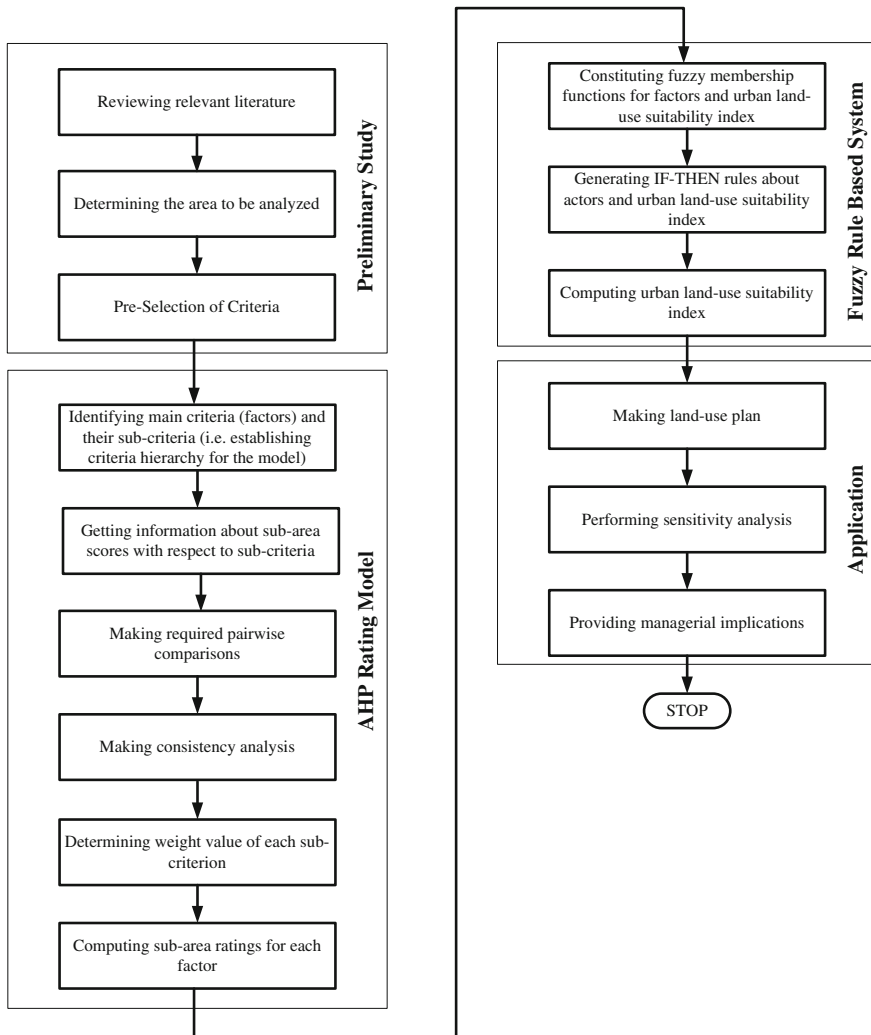 Preliminary Study
Reviewing relevant literature
Determining the area to be analyzed
Pre-Selection of Criteria
AHP Rating Model
Identifying main criteria (factors) and
their sub-criteria (i.e. establishing
criteria hierarchy for the model)
Getting information about sub-area
scores with respect to sub-criteria
Making required pairwise
comparisons
Making consistency analysis
Determining weight value of each sub-
criterion
Computing sub-area ratings for each
factor
Fuzzy Rule Based System
Constituting fuzzy membership
functions for factors and urban land-
use suitability index
Generating IF-THEN rules about
actors and urban land-use suitability
index
Computing urban land-use suitability
index
Application
Making land-use plan
Performing sensitivity analysis
Providing managerial implications
STOP